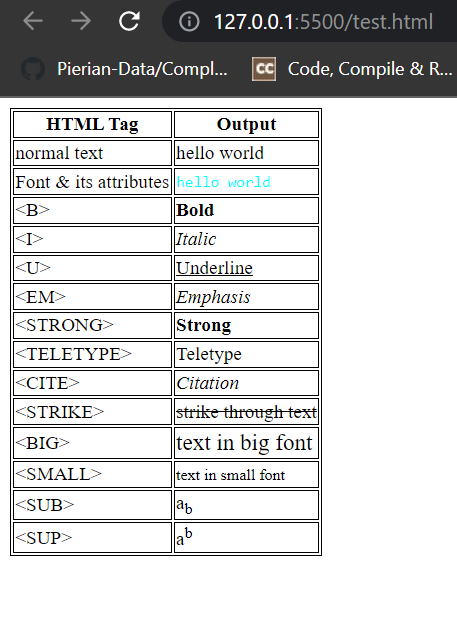 127.0.0.1:5500/test.html
Pierian-Data/Compl... Code, Compile & R...
HTML Tag Output
normal text hello world
Font & its attributes hello world
<B> Bold
<I> Italic
<U> Underline
<EM> Emphasis
<STRONG> Strong
<TELETYPE> Teletype
<CITE> Citation
<STRIKE> strike through text
<BIG> text in big font
<SMALL> text in small font
<SUB> ab
<SUP> ab